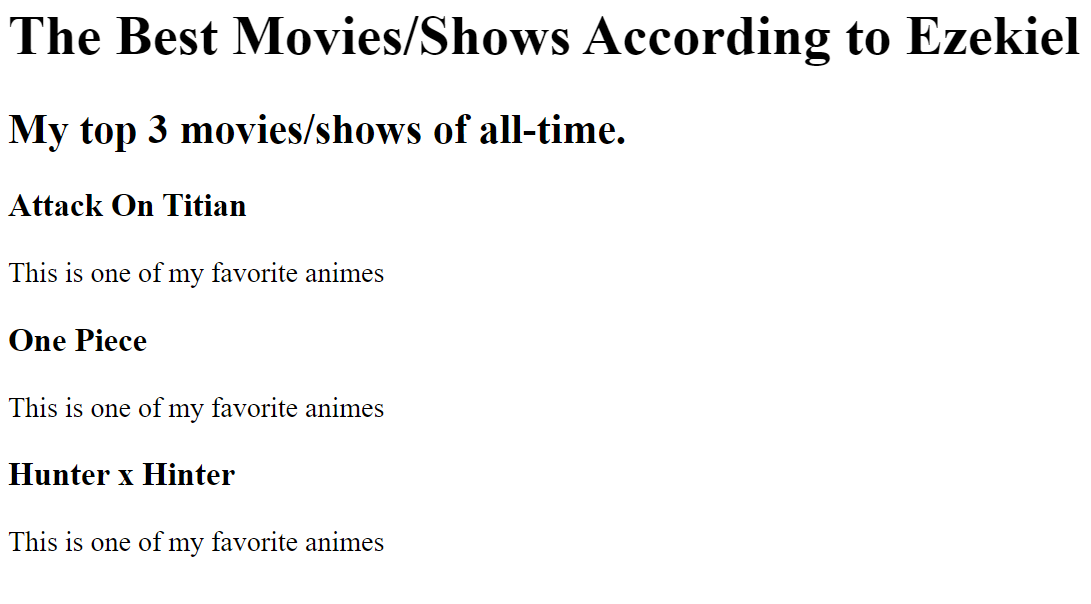 The Best Movies/Shows According to Ezekiel
My top 3 movies/shows of all-time.
Attack On Titian
This is one of my favorite animes
One Piece
This is one of my favorite animes
Hunter x Hinter
This is one of my favorite animes